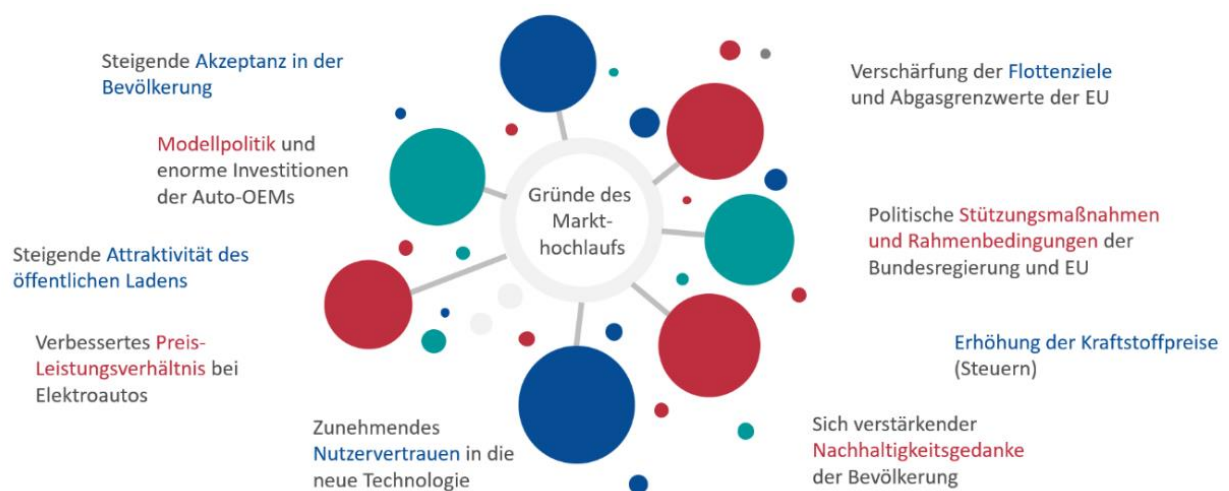 Steigende Akzeptanz in der
Bevölkerung
Modellpolitik und
enorme Investitionen
der Auto-OEMs
Steigende Attraktivität des
öffentlichen Ladens
Verbessertes Preis-
Leistungsverhältnis bei
Elektroautos
Zunehmendes
Nutzervertrauen in die
neue Technologie
Gründe des
Markt-
hochlaufs
Verschärfung der Flottenziele
und Abgasgrenzwerte der EU
Politische Stützungsmaßnahmen
und Rahmenbedingungen der
Bundesregierung und EU
Erhöhung der Kraftstoffpreise
(Steuern)
Sich verstärkender
Nachhaltigkeitsgedanke
der Bevölkerung